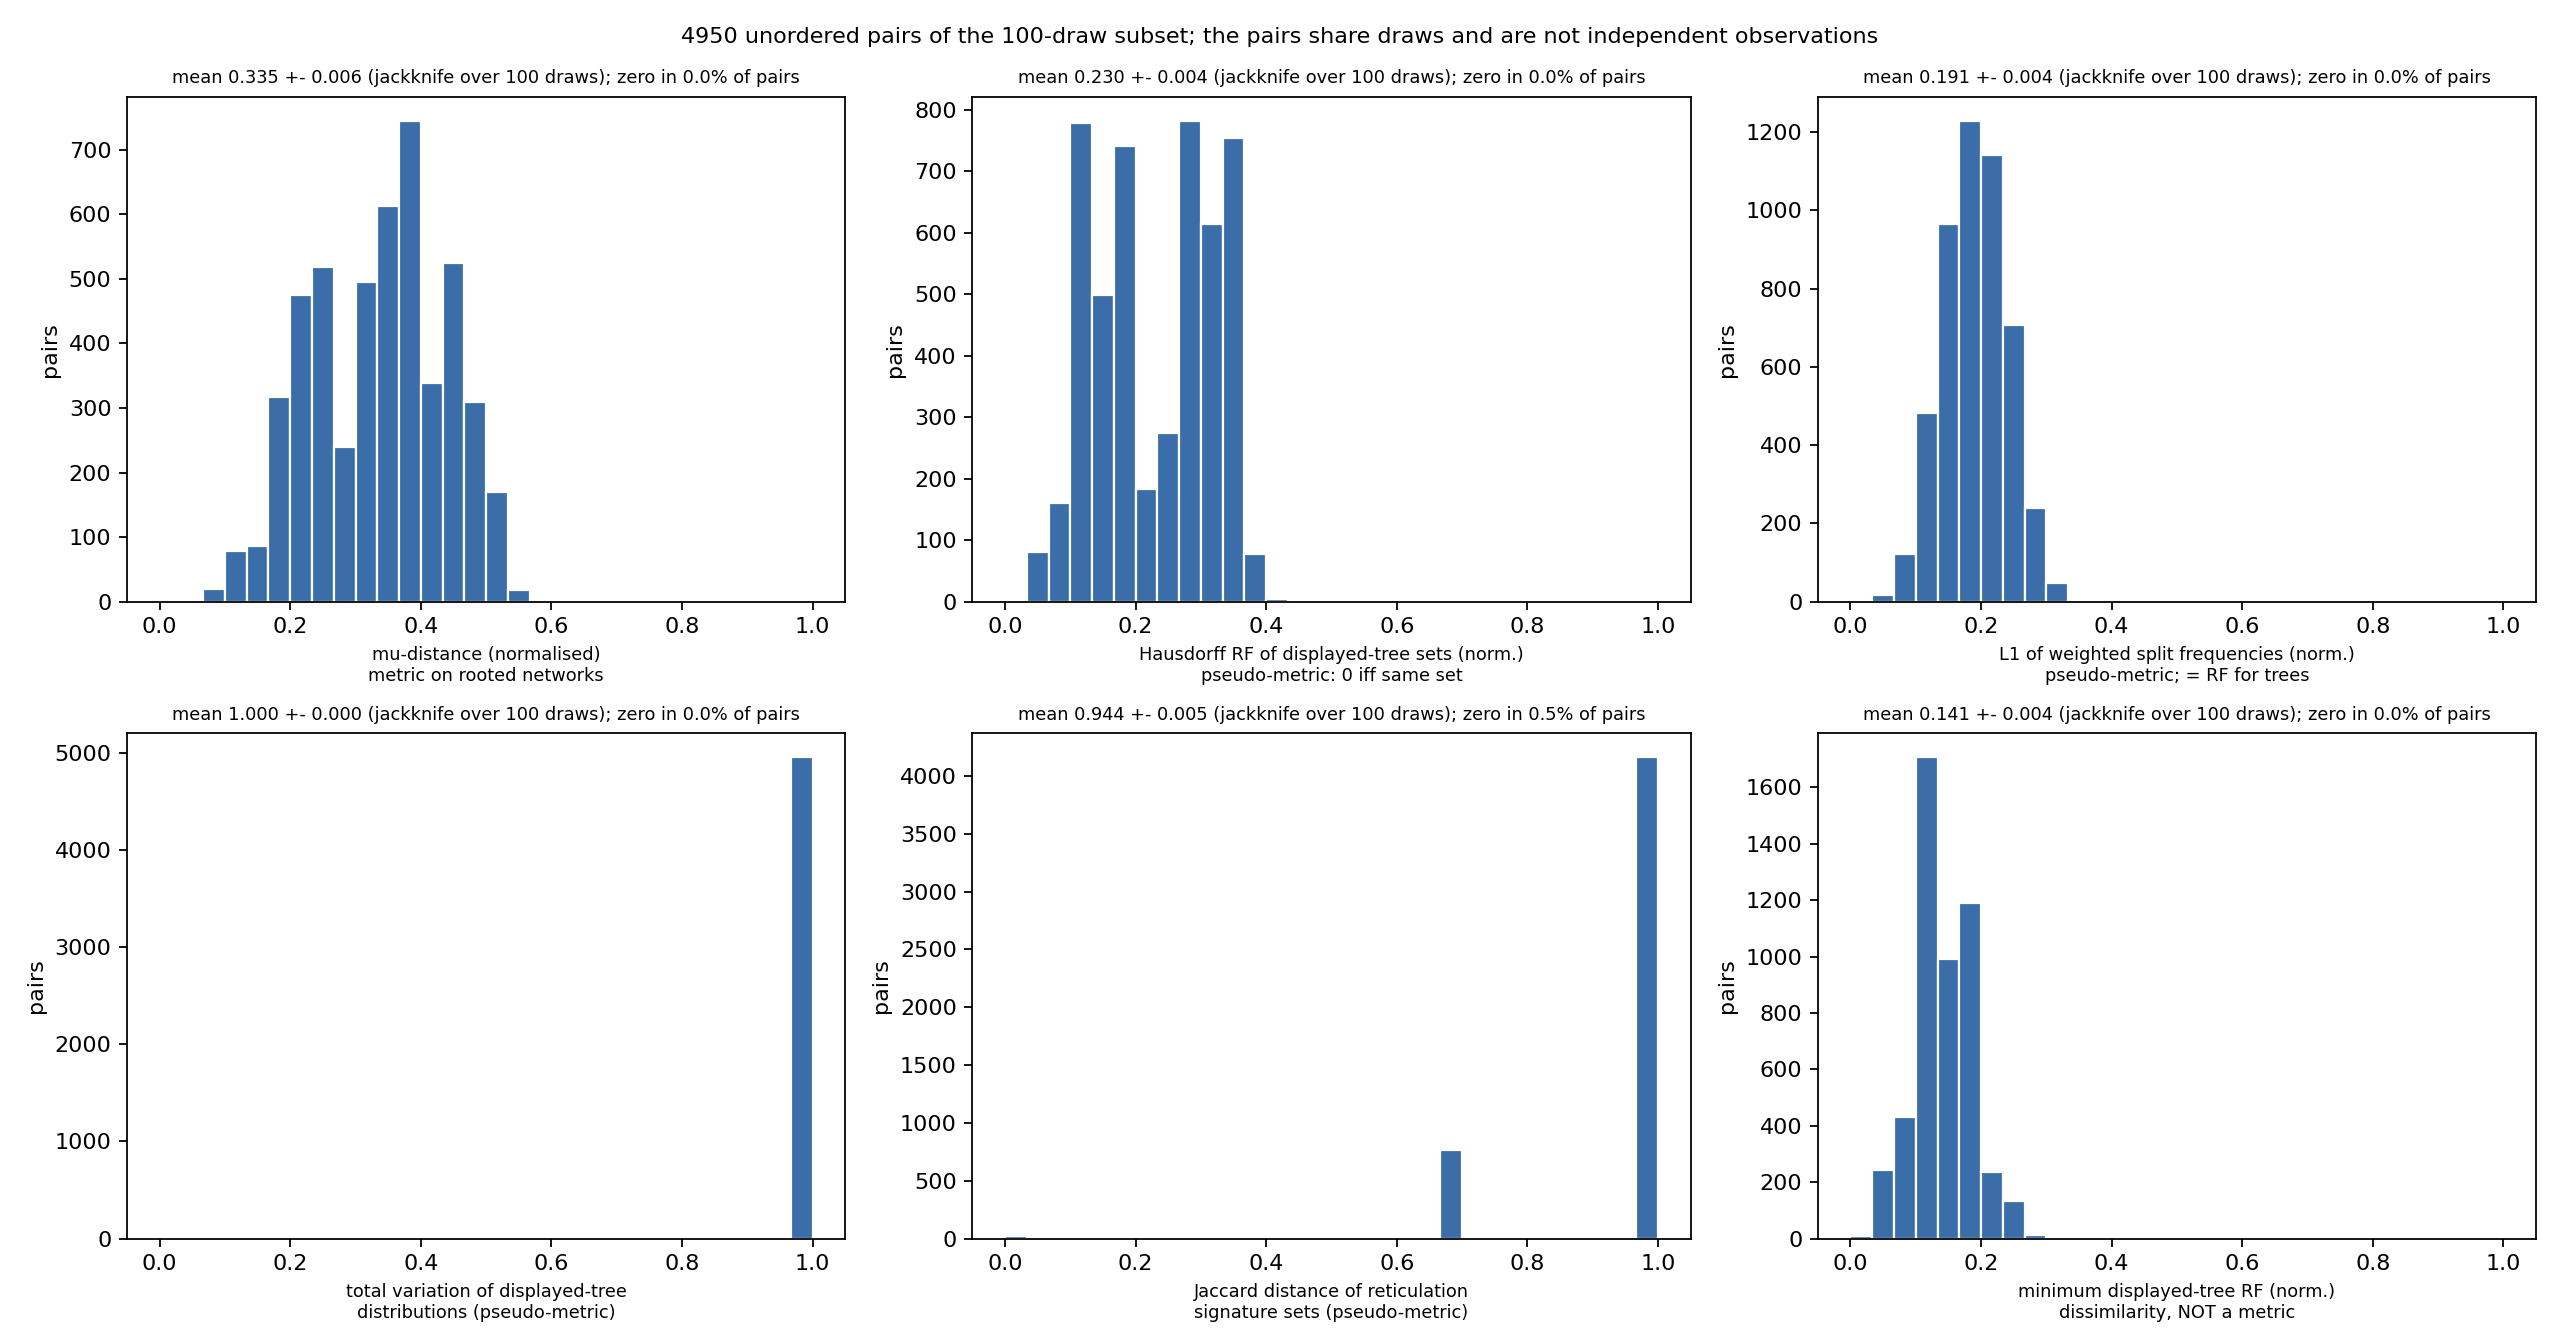 4950 unordered pairs of the 100-draw subset; the pairs share draws and are not independent observations
mean 0.335 +- 0.006 (jackknife over 100 draws); zero in 0.0% of pairs
700
600
500
400
300
200
100
0
pairs
0.0 0.2 0.4 0.6 0.8 1.0
mu-distance (normalised)
metric on rooted networks
mean 0.230 +- 0.004 (jackknife over 100 draws); zero in 0.0% of pairs
800
700
600
500
400
300
200
100
0
pairs
0.0 0.2 0.4 0.6 0.8 1.0
Hausdorff RF of displayed-tree sets (norm.)
pseudo-metric: 0 iff same set
mean 0.191 +- 0.004 (jackknife over 100 draws); zero in 0.0% of pairs
1200
1000
800
600
400
200
0
pairs
0.0 0.2 0.4 0.6 0.8 1.0
L1 of weighted split frequencies (norm.)
pseudo-metric; = RF for trees
mean 1.000 +- 0.000 (jackknife over 100 draws); zero in 0.0% of pairs
5000
4000
3000
2000
1000
0
pairs
0.0 0.2 0.4 0.6 0.8 1.0
total variation of displayed-tree
distributions (pseudo-metric)
mean 0.944 +- 0.005 (jackknife over 100 draws); zero in 0.5% of pairs
4000
3500
3000
2500
2000
1500
1000
500
0
pairs
0.0 0.2 0.4 0.6 0.8 1.0
Jaccard distance of reticulation
signature sets (pseudo-metric)
mean 0.141 +- 0.004 (jackknife over 100 draws); zero in 0.0% of pairs
1600
1400
1200
1000
800
600
400
200
0
pairs
0.0 0.2 0.4 0.6 0.8 1.0
minimum displayed-tree RF (norm.)
dissimilarity, NOT a metric